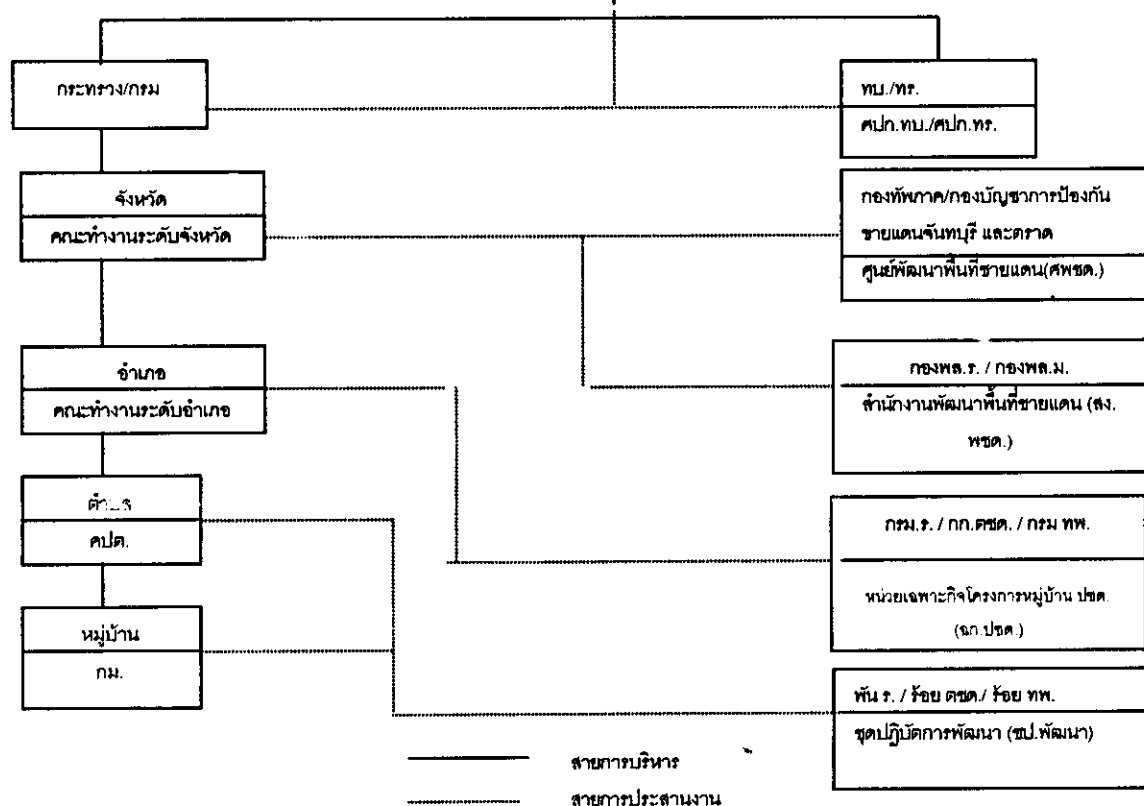 กระทรวง/กรม
ทบ./ทร.
ศปก.ทบ./ศปก.ทร.
จังหวัด
คณะทำงานระดับจังหวัด
กองทัพภาค/กองบัญชาการป้องกัน
ชายแดนจันทบุรี และตราด
ศูนย์พัฒนาพื้นที่ชายแดน(ศพชด.)
อำเภอ
คณะทำงานระดับอำเภอ
กองพล.ร. / กองพล.ม.
สำนักงานพัฒนาพื้นที่ชายแดน (สง.
พชด.)
คปต.
กรม.ร. / กก.ตชด. / กรม ทพ.
หน่วยเฉพาะกิจโครงการหมู่บ้าน ปชด.
(ฉก.ปชด.)
หมู่บ้าน
กม.
พัน ร. / ร้อย ตชด./ ร้อย ทพ.
ชุดปฏิบัติการพัฒนา (ชป.พัฒนา)
สายการบริหาร
สายการประสานงาน